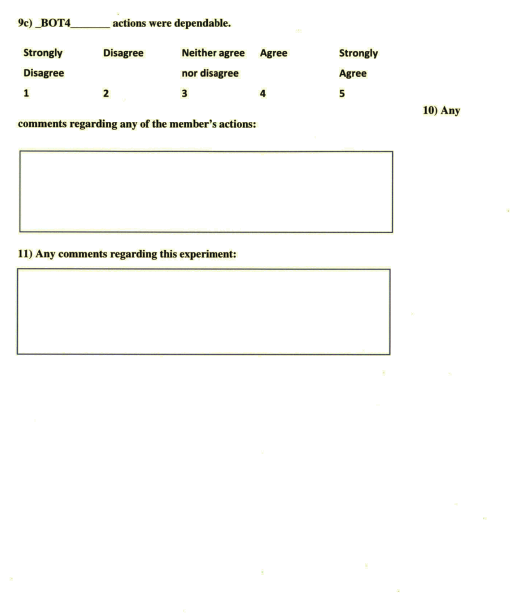 9c) _BOT4_______ actions were dependable.
Strongly Disagree Neither agree Agree Strongly
Disagree nor disagree Agree
1 2 3 4 5
10) Any
comments regarding any of the member's actions:
11) Any comments regarding this experiment: